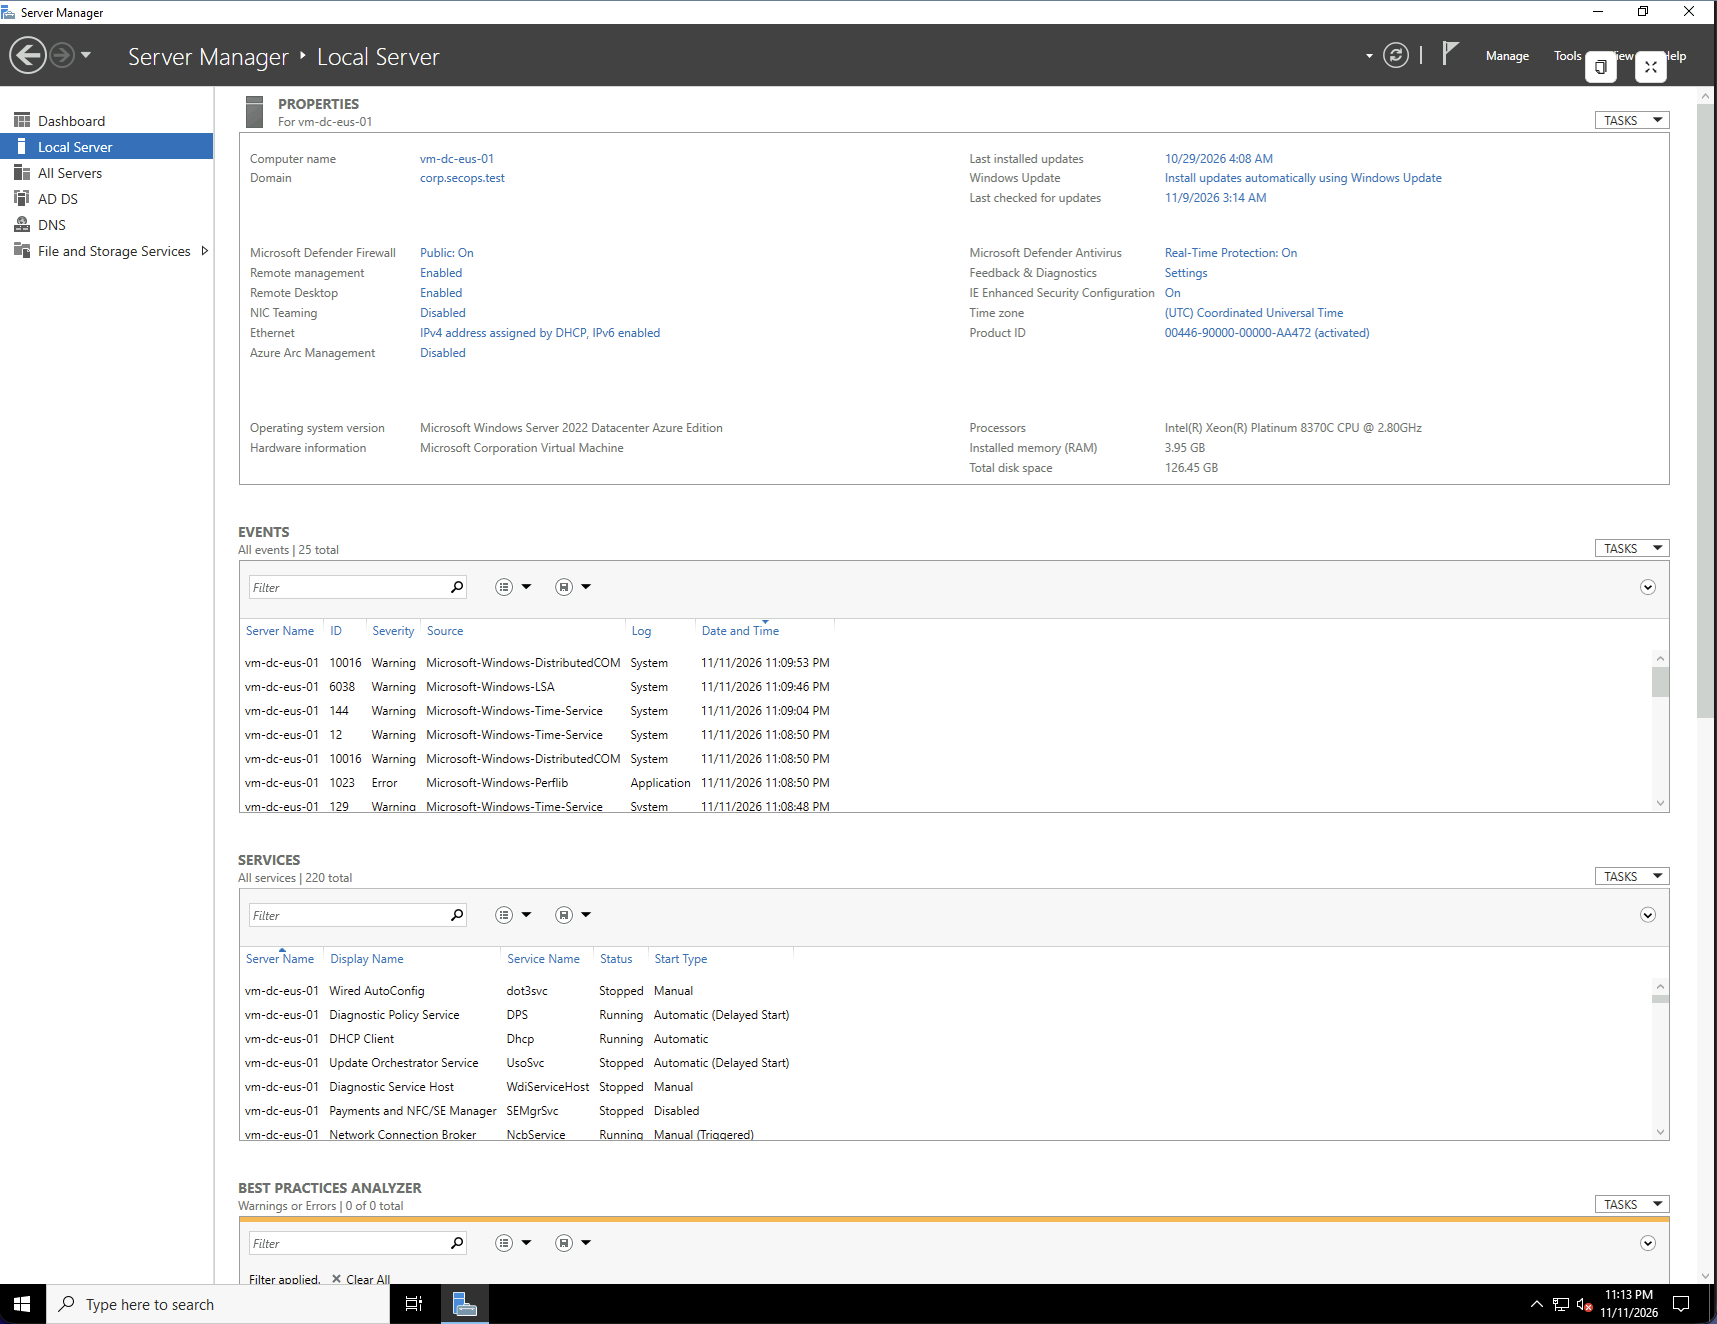 Server Manager
Server Manager ‣ Local Server
Manage Tools iew elp
Dashboard
Local Server
All Servers
AD DS
DNS
File and Storage Services
PROPERTIES
For vm-dc-eus-01
TASKS
Computer name vm-dc-eus-01
Domain corp.secops.test
Last installed updates 10/29/2026 4:08 AM
Windows Update Install updates automatically using Windows Update
Last checked for updates 11/9/2026 3:14 AM
Microsoft Defender Firewall Public: On
Remote management Enabled
Remote Desktop Enabled
NIC Teaming Disabled
Ethernet IPv4 address assigned by DHCP, IPv6 enabled
Azure Arc Management Disabled
Microsoft Defender Antivirus Real-Time Protection: On
Feedback & Diagnostics Settings
IE Enhanced Security Configuration On
Time zone (UTC) Coordinated Universal Time
Product ID 00446-90000-00000-AA472 (activated)
Operating system version Microsoft Windows Server 2022 Datacenter Azure Edition
Hardware information Microsoft Corporation Virtual Machine
Processors Intel(R) Xeon(R) Platinum 8370C CPU @ 2.80GHz
Installed memory (RAM) 3.95 GB
Total disk space 126.45 GB
EVENTS
All events | 25 total
TASKS
Filter
Server Name ID Severity Source Log Date and Time
vm-dc-eus-01 10016 Warning Microsoft-Windows-DistributedCOM System 11/11/2026 11:09:53 PM
vm-dc-eus-01 6038 Warning Microsoft-Windows-LSA System 11/11/2026 11:09:46 PM
vm-dc-eus-01 144 Warning Microsoft-Windows-Time-Service System 11/11/2026 11:09:04 PM
vm-dc-eus-01 12 Warning Microsoft-Windows-Time-Service System 11/11/2026 11:08:50 PM
vm-dc-eus-01 10016 Warning Microsoft-Windows-DistributedCOM System 11/11/2026 11:08:50 PM
vm-dc-eus-01 1023 Error Microsoft-Windows-Perflib Application 11/11/2026 11:08:50 PM
vm-dc-eus-01 129 Warning Microsoft-Windows-Time-Service System 11/11/2026 11:08:48 PM
SERVICES
All services | 220 total
TASKS
Filter
Server Name Display Name Service Name Status Start Type
vm-dc-eus-01 Wired AutoConfig dot3svc Stopped Manual
vm-dc-eus-01 Diagnostic Policy Service DPS Running Automatic (Delayed Start)
vm-dc-eus-01 DHCP Client Dhcp Running Automatic
vm-dc-eus-01 Update Orchestrator Service UsoSvc Stopped Automatic (Delayed Start)
vm-dc-eus-01 Diagnostic Service Host WdiServiceHost Stopped Manual
vm-dc-eus-01 Payments and NFC/SE Manager SEMgrSvc Stopped Disabled
vm-dc-eus-01 Network Connection Broker NcbService Running Manual (Triggered)
BEST PRACTICES ANALYZER
Warnings or Errors | 0 of 0 total
TASKS
Filter
Filter applied. ✕ Clear All
Type here to search
11:13 PM
11/11/2026